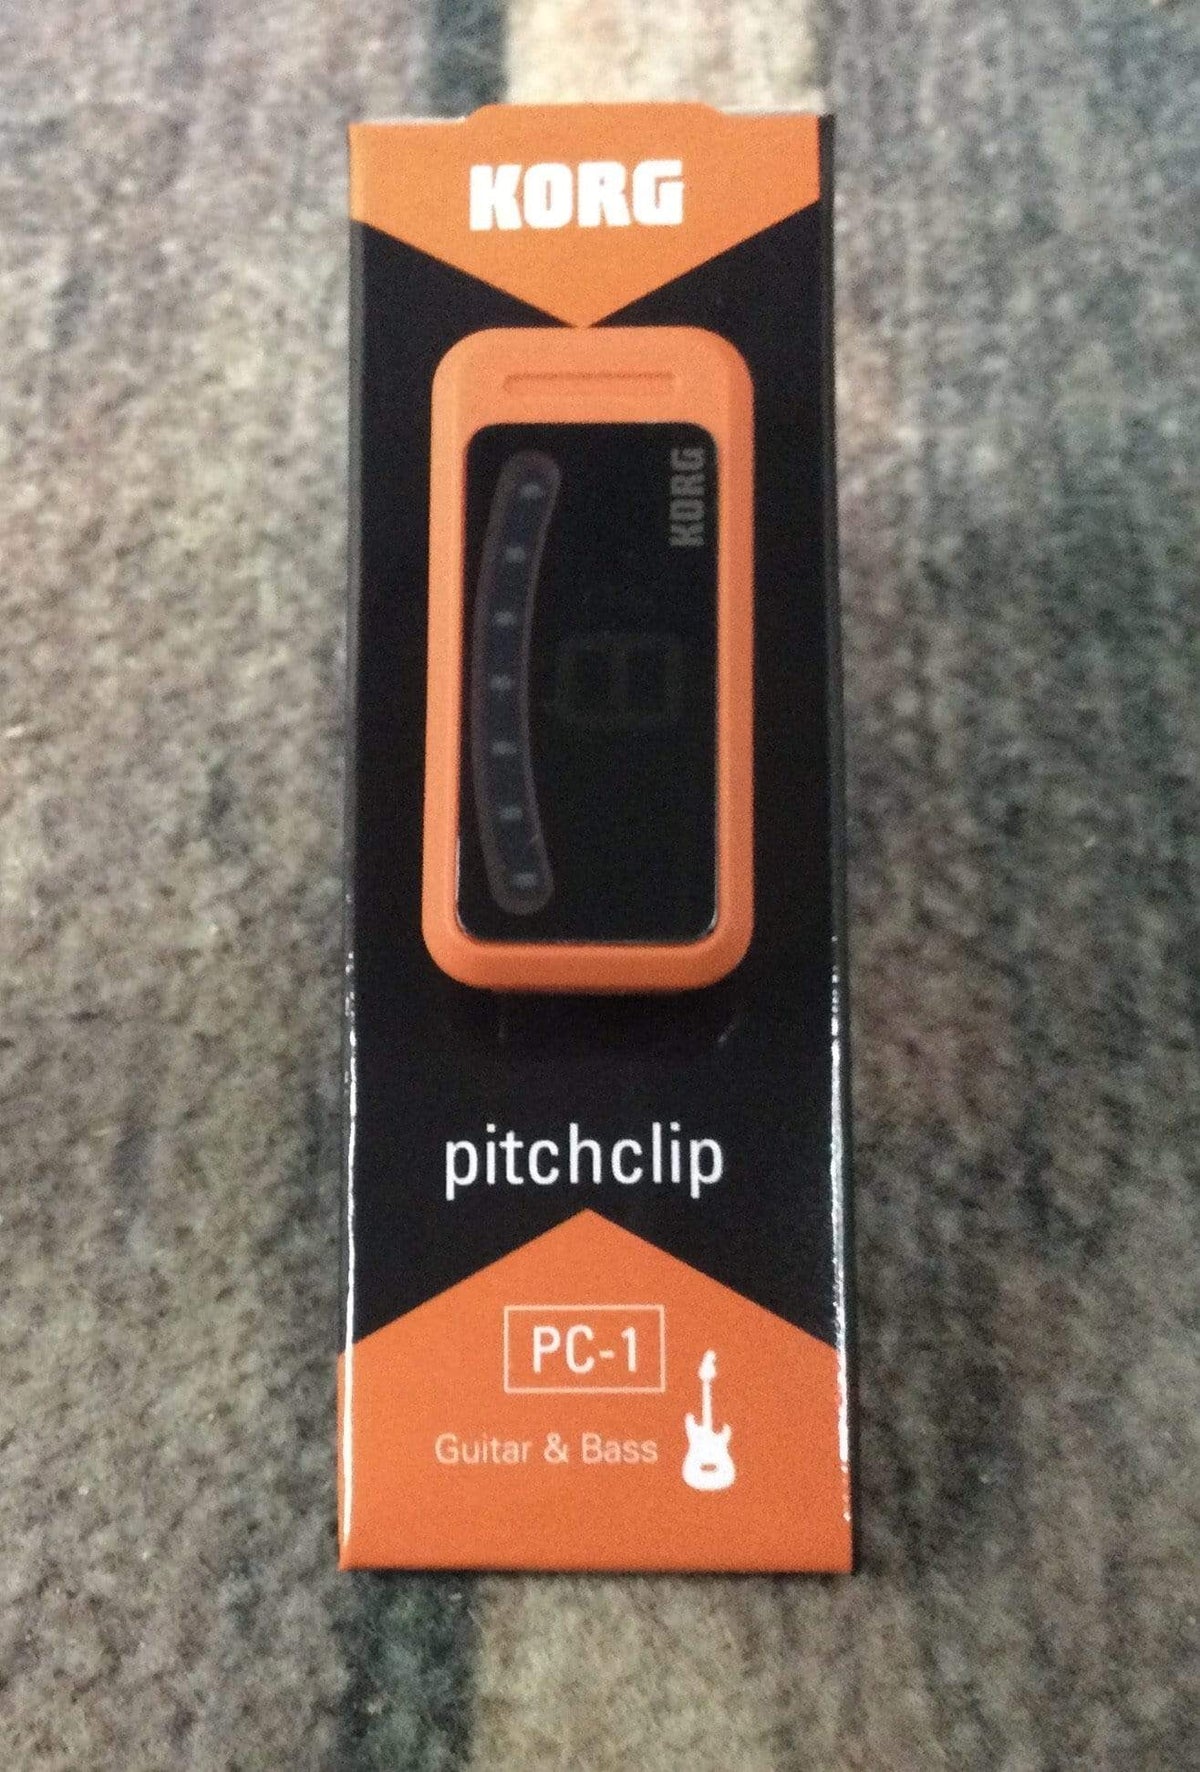 KORG
KORG
pitchclip
PC-1
Guitar & Bass